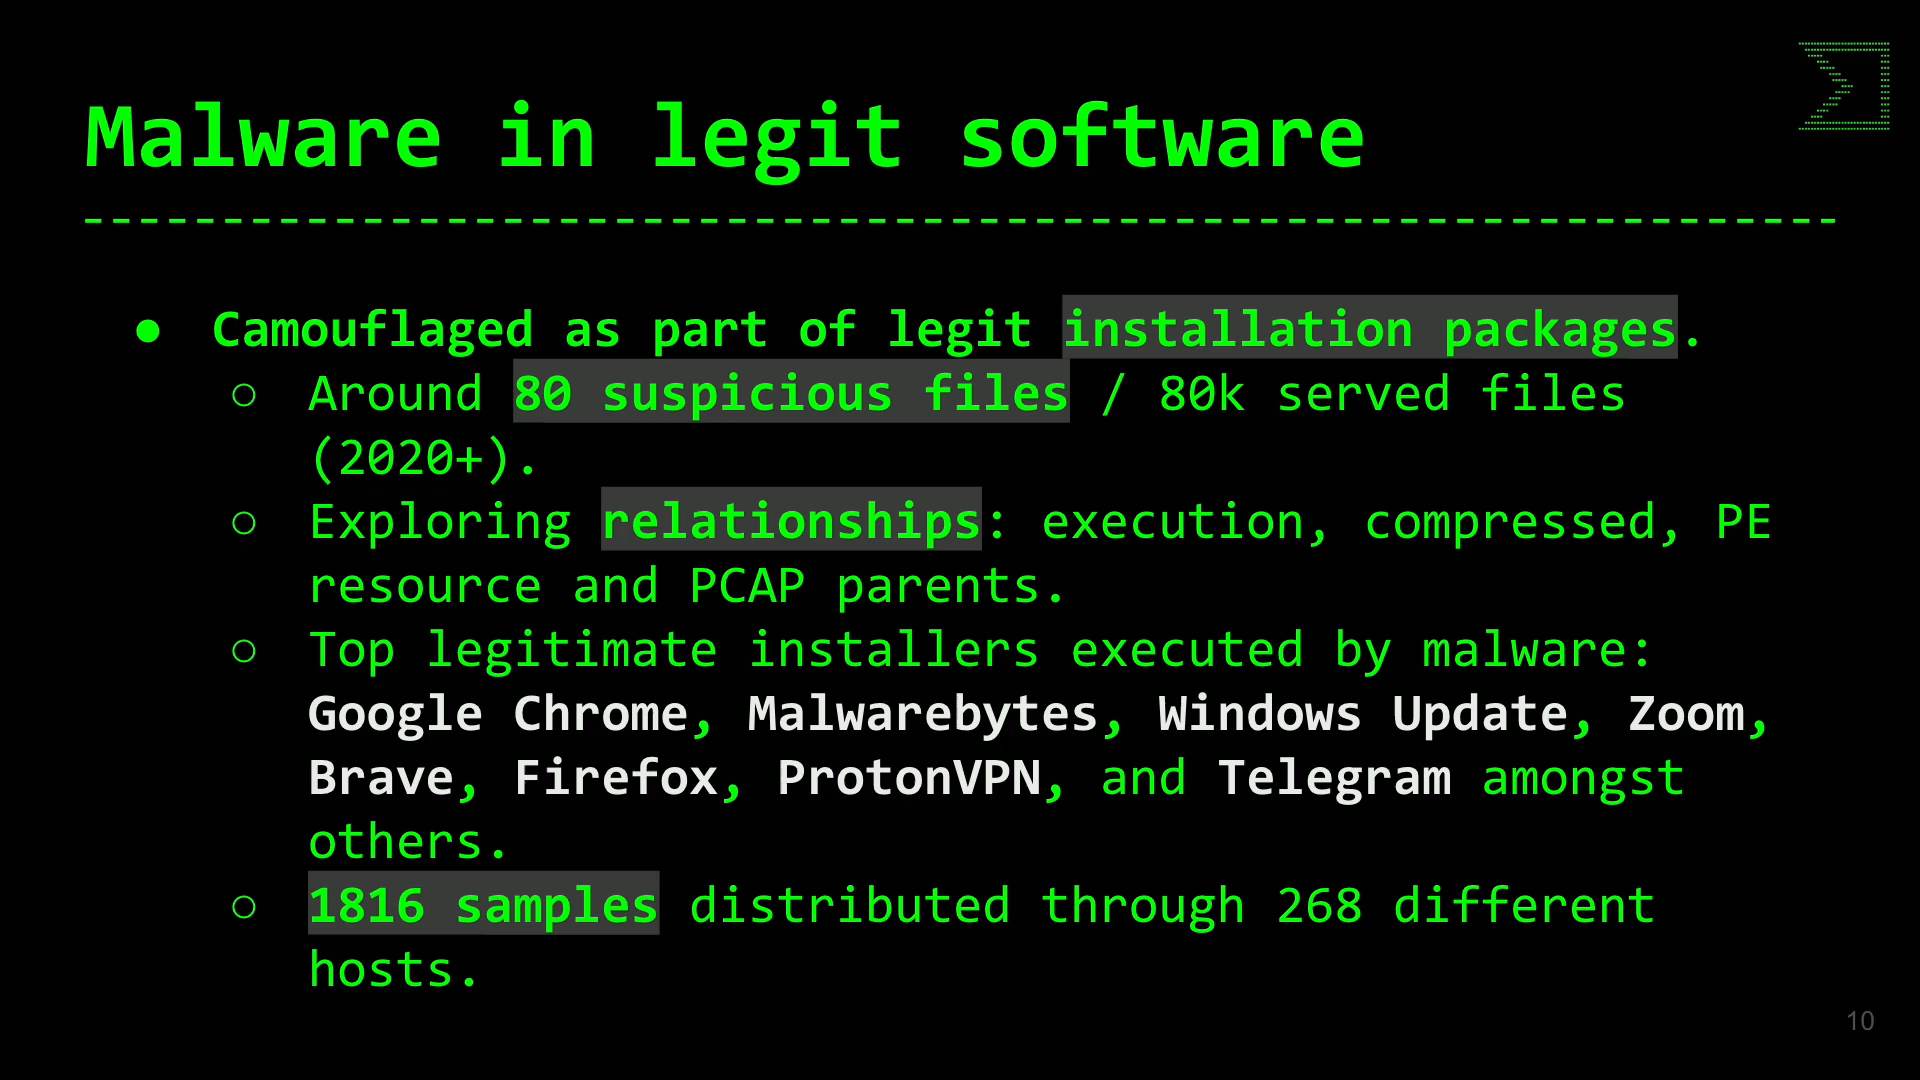 Malware in legit software
--------------------------------------------------------------
● Camouflaged as part of legit installation packages.
○ Around 80 suspicious files / 80k served files
(2020+).
○ Exploring relationships: execution, compressed, PE
resource and PCAP parents.
○ Top legitimate installers executed by malware:
Google Chrome, Malwarebytes, Windows Update, Zoom,
Brave, Firefox, ProtonVPN, and Telegram amongst
others.
○ 1816 samples distributed through 268 different
hosts.
10